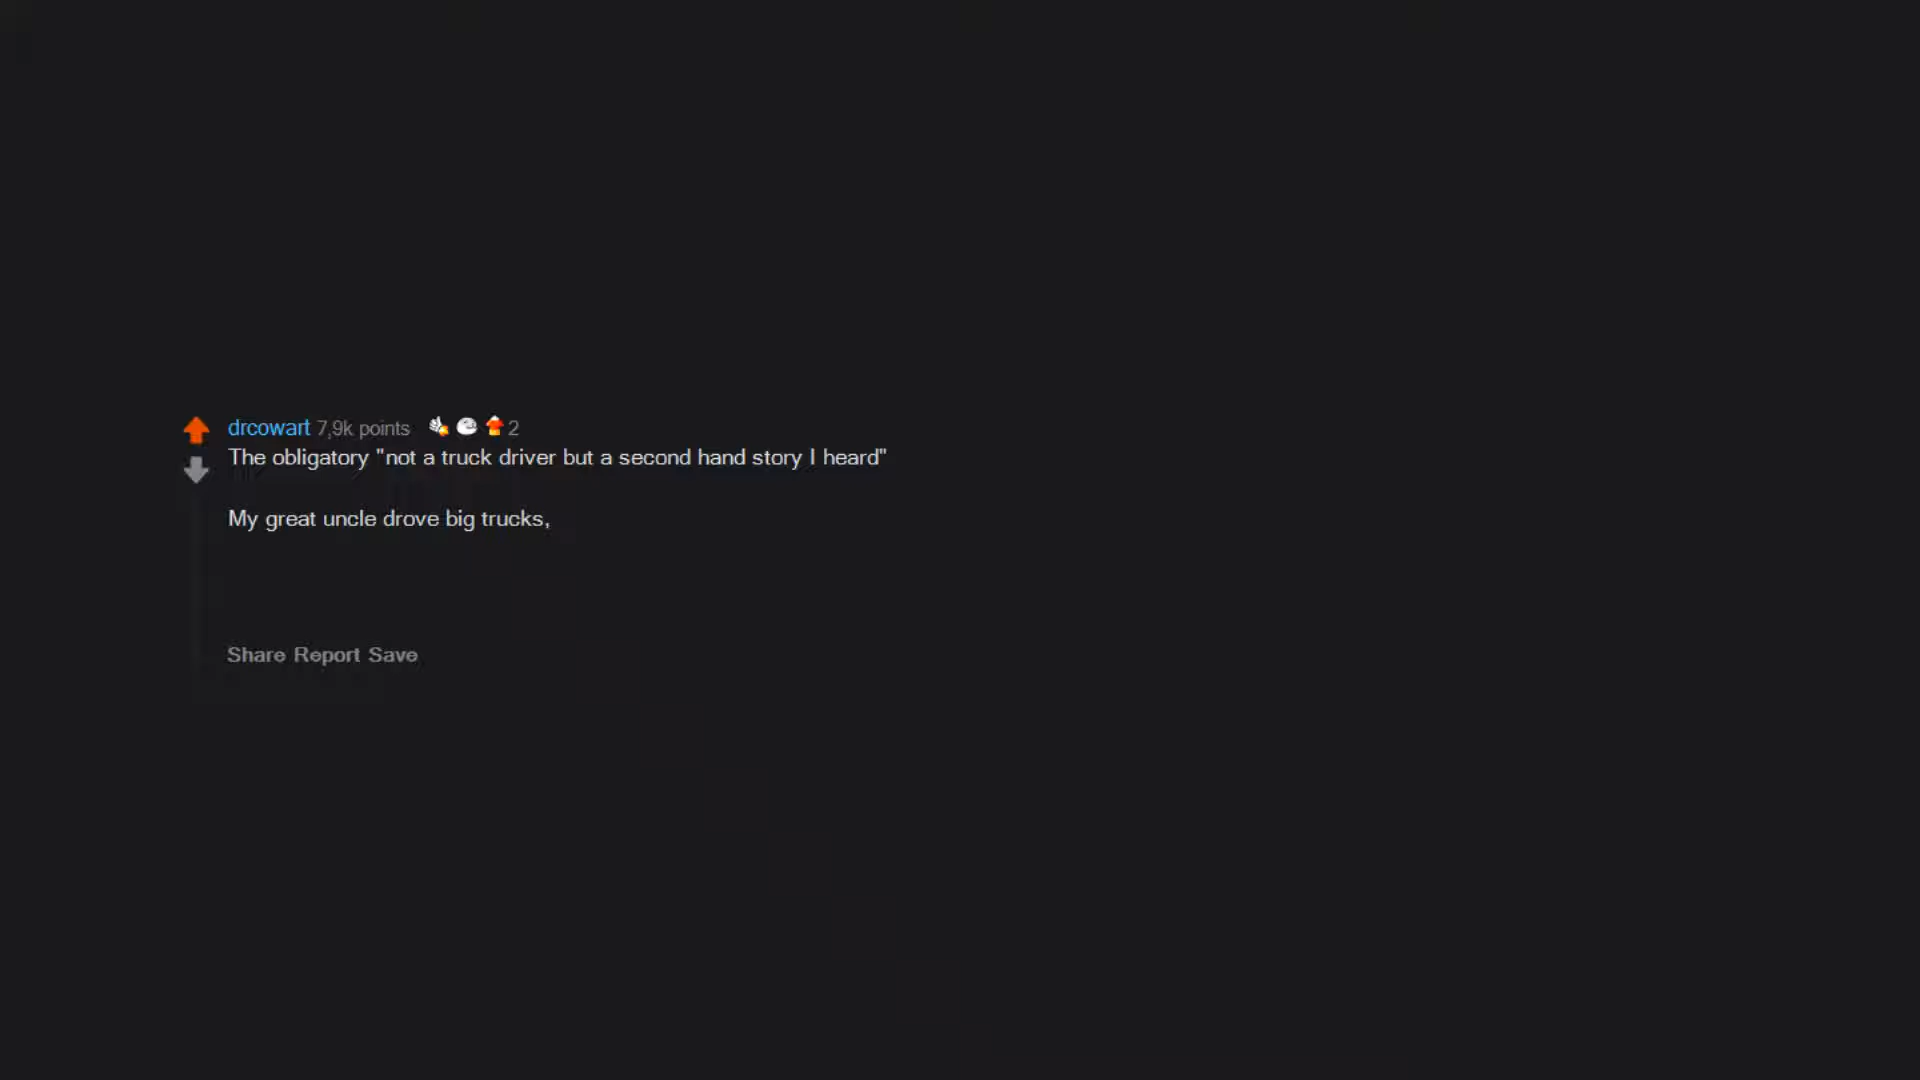 drcowart 7,9k points 2
The obligatory "not a truck driver but a second hand story I heard"
My great uncle drove big trucks,
Share Report Save